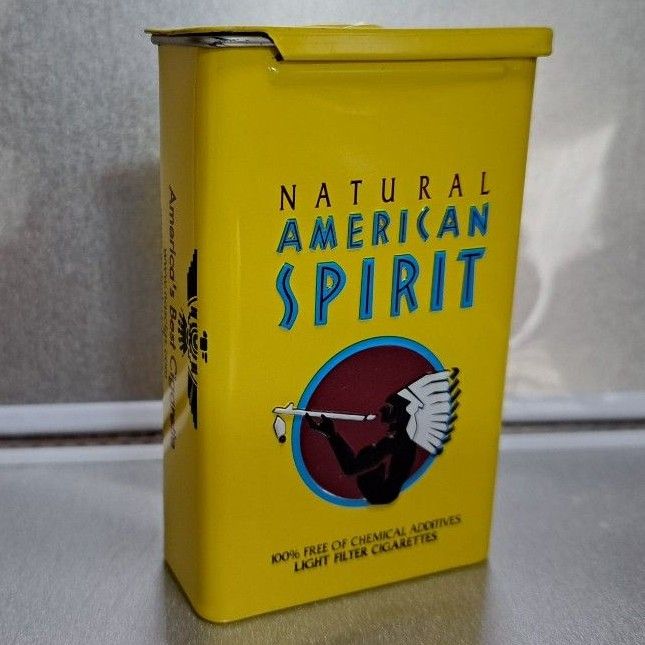 NATURAL
AMERICAN
SPIRIT
100% FREE OF CHEMICAL ADDITIVES
LIGHT FILTER CIGARETTES
America's Best